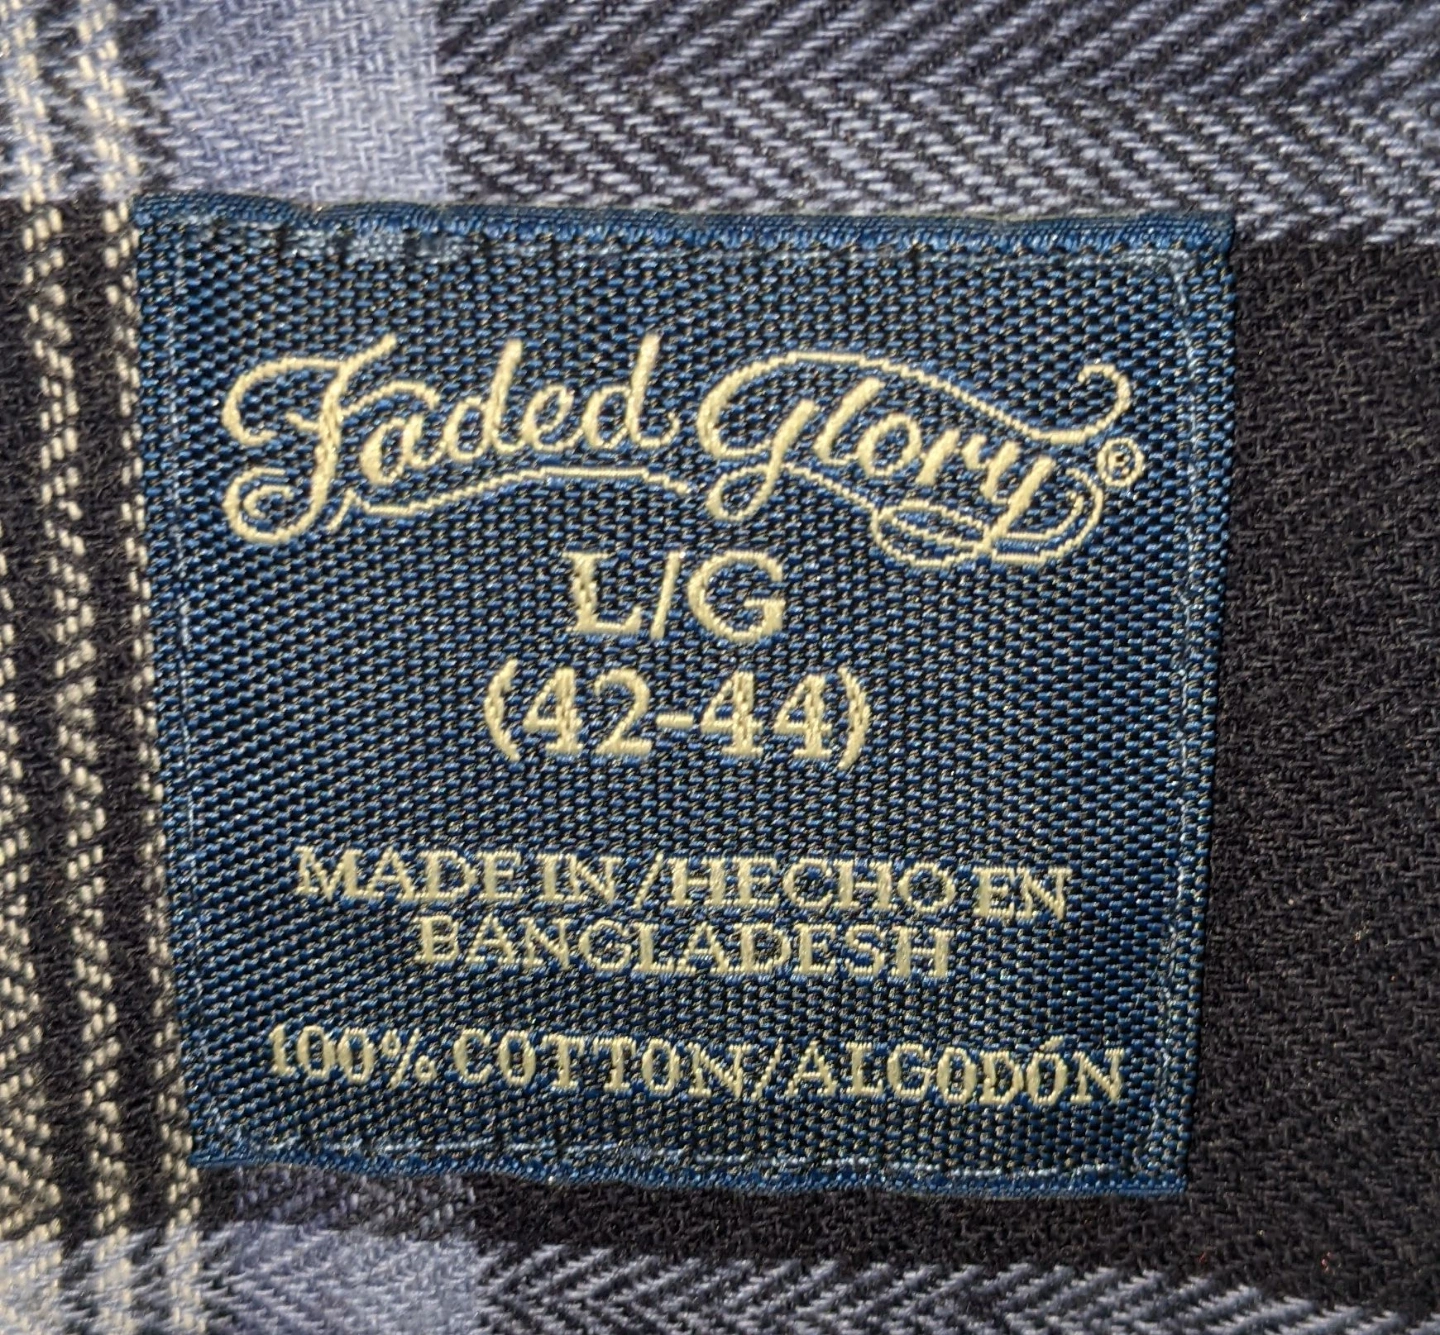 Faded Glory®
L/G
(42-44)
MADE IN/HECHO EN
BANGLADESH
100% COTTON/ALGODÓN